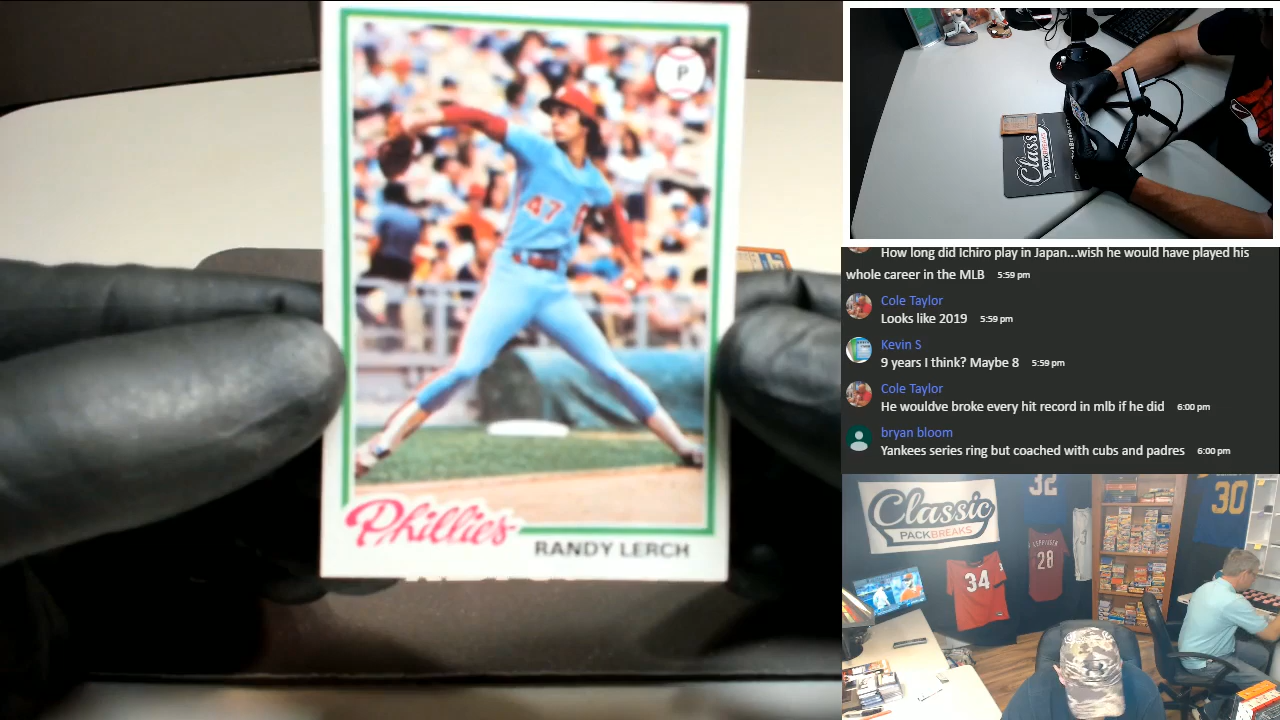 P
47
Phillies
RANDY LERCH
Class
PACKBREAKS
How long did Ichiro play in Japan...wish he would have played his
whole career in the MLB 5:59 pm
Cole Taylor
Looks like 2019 5:59 pm
Kevin S
9 years I think? Maybe 8 5:59 pm
Cole Taylor
He wouldve broke every hit record in mlb if he did 6:00 pm
bryan bloom
Yankees series ring but coached with cubs and padres 6:00 pm
Classic
PACKBREAKS
32
30
34
28